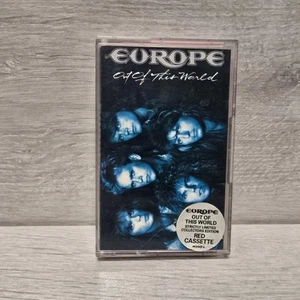 EUROPE
Out Of This World
EUROPE
OUT OF
THIS WORLD
STRICTLY LIMITED
COLLECTORS EDITION
RED
CASSETTE